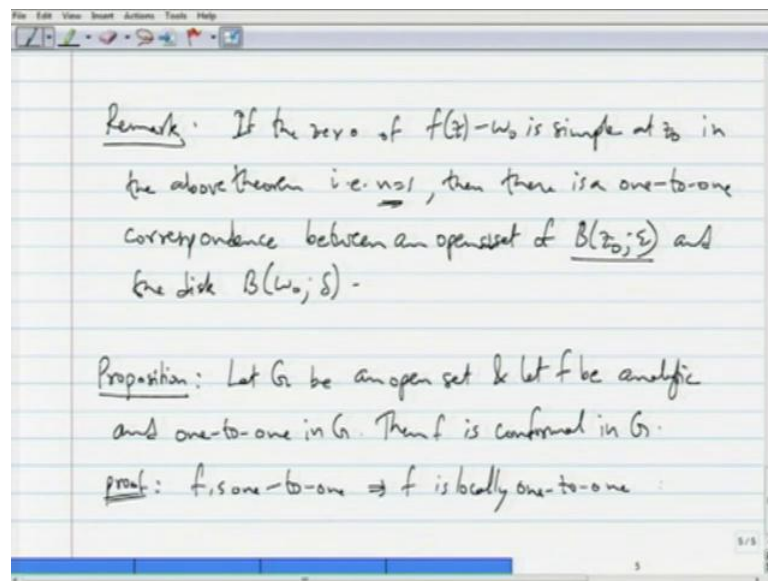 File Edit View Insert Actions Tools Help
Remark. If the zero of f(z)-w₀ is simple at z₀ in
the above theorem i.e. n=1, then there is a one-to-one
correspondence between an open subset of B(z₀; ε) and
the disk B(w₀; δ).
Proposition: Let G be an open set & let f be analytic
and one-to-one in G. Then f is conformal in G.
proof: f is one-to-one ⇒ f is locally one-to-one
5/5
5